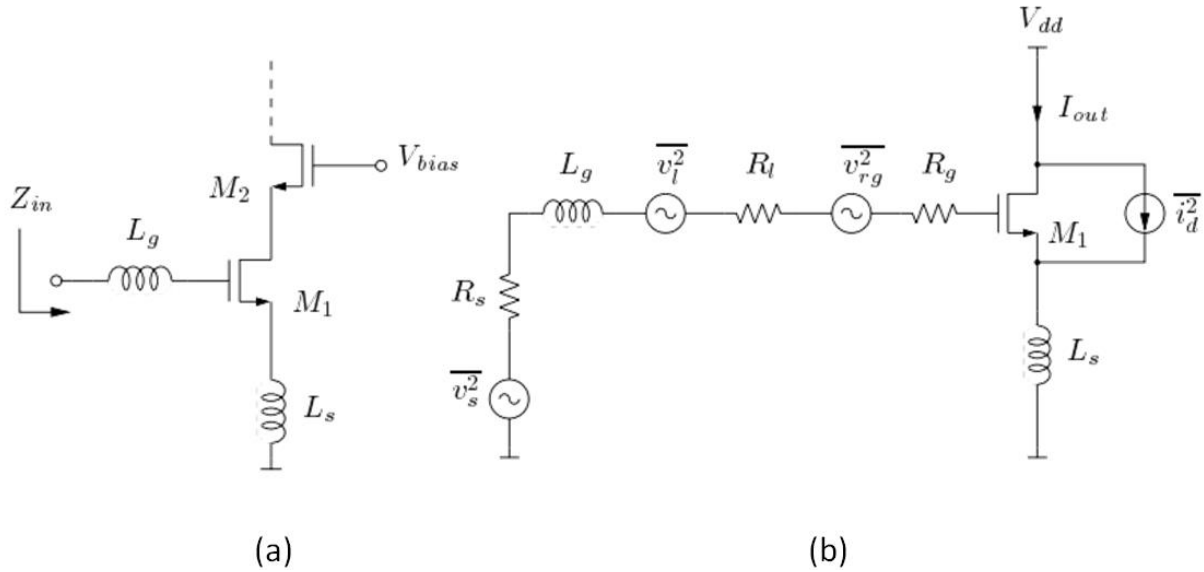 Z_in
L_g
M_2
V_bias
M_1
L_s
(a)
V_dd
I_out
L_g
v_l^2
R_l
v_rg^2
R_g
M_1
i_d^2
R_s
v_s^2
L_s
(b)